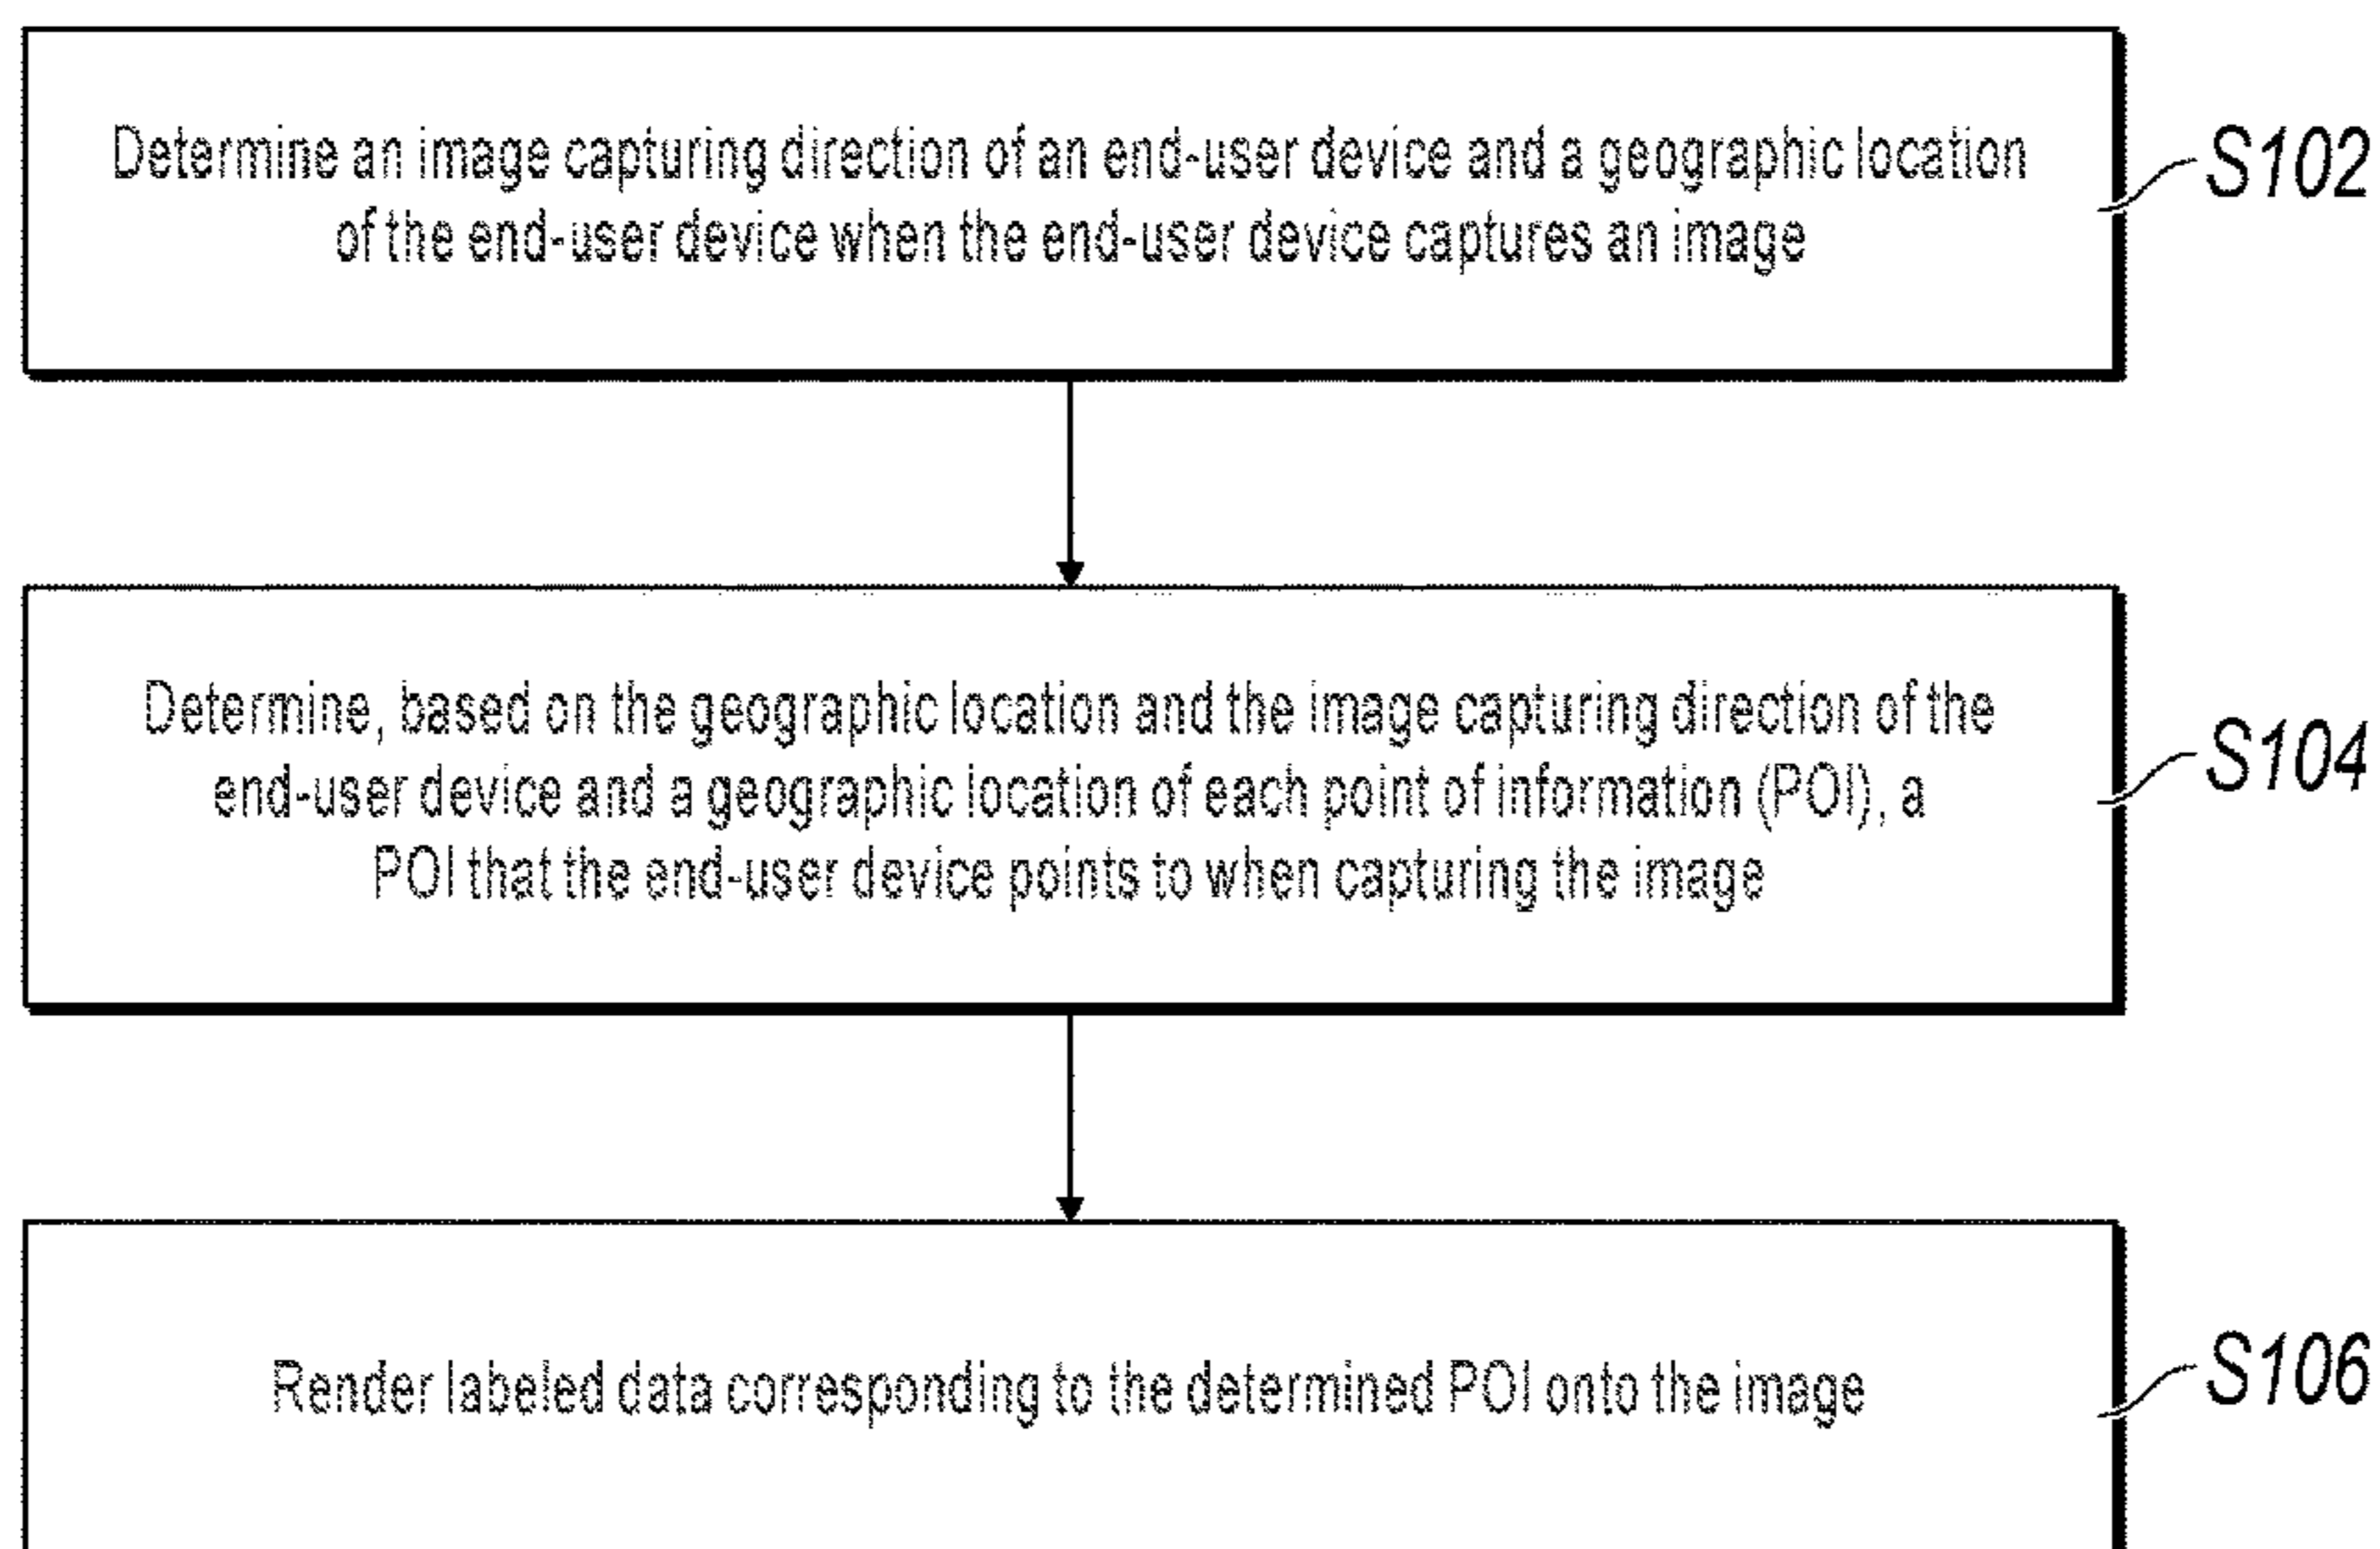 Determine an image capturing direction of an end-user device and a geographic location
of the end-user device when the end-user device captures an image
S102
Determine, based on the geographic location and the image capturing direction of the
end-user device and a geographic location of each point of information (POI), a
POI that the end-user device points to when capturing the image
S104
Render labeled data corresponding to the determined POI onto the image
S106